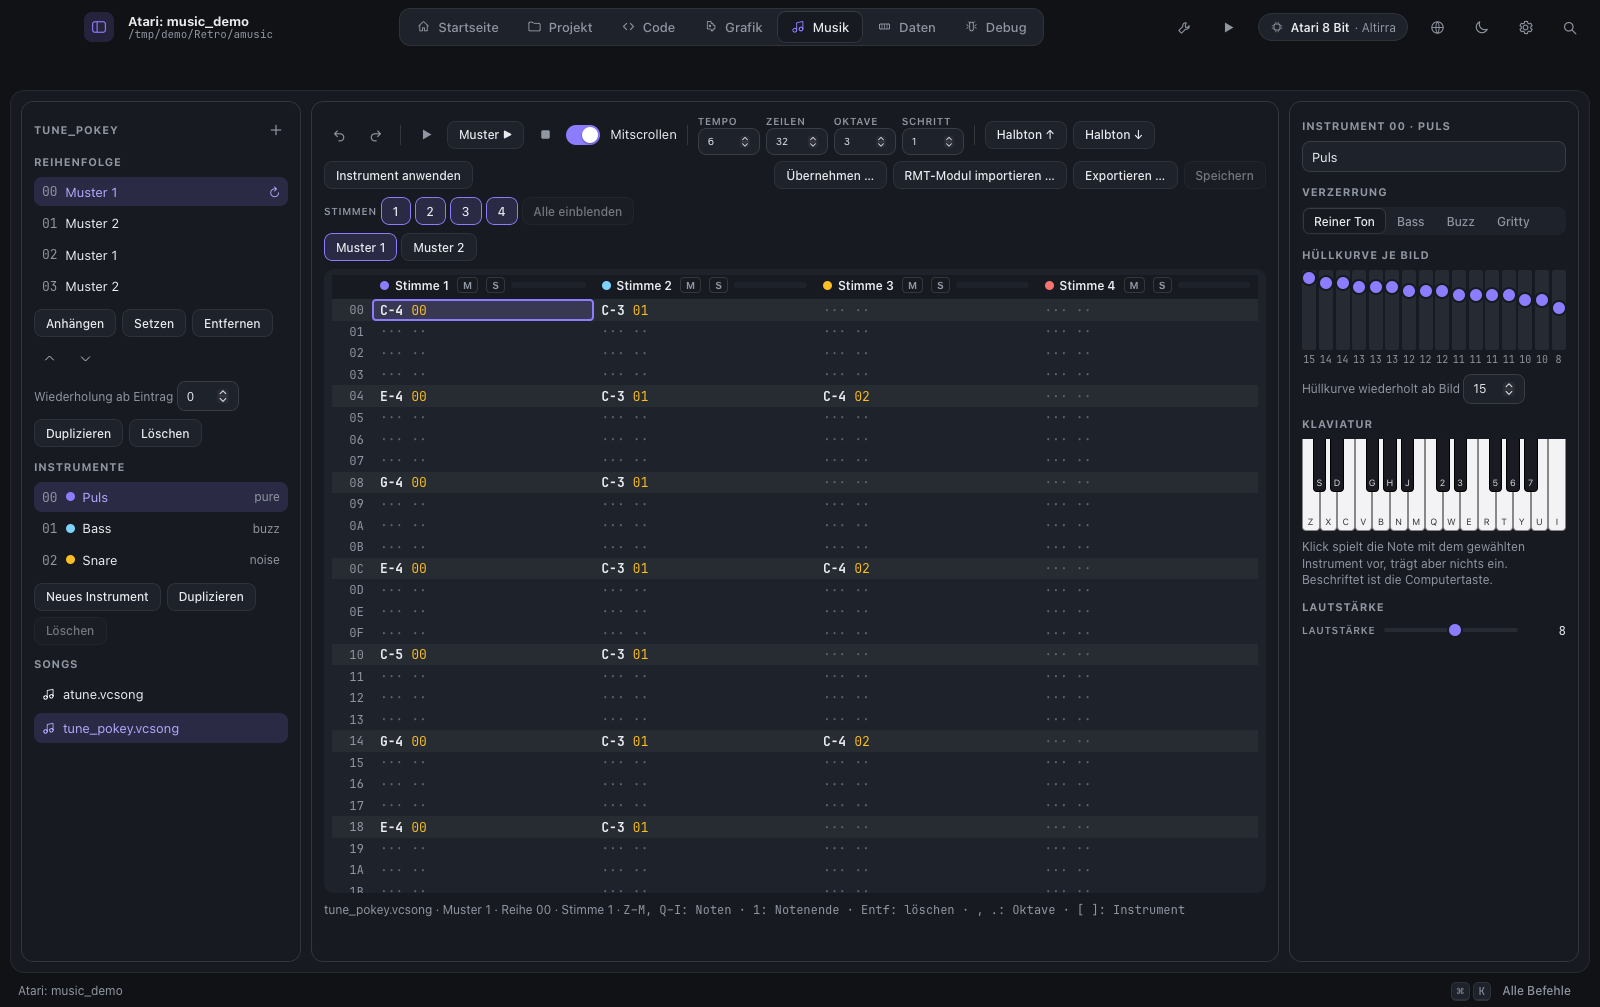 Atari: music_demo
/tmp/demo/Retro/amusic
Startseite Projekt Code Grafik Musik Daten Debug
Atari 8 Bit · Altirra
TUNE_POKEY
REIHENFOLGE
00 Muster 1
01 Muster 2
02 Muster 1
03 Muster 2
Anhängen Setzen Entfernen
Wiederholung ab Eintrag 0
Duplizieren Löschen
INSTRUMENTE
00 Puls pure
01 Bass buzz
02 Snare noise
Neues Instrument Duplizieren
Löschen
SONGS
atune.vcsong
tune_pokey.vcsong
TEMPO ZEILEN OKTAVE SCHRITT
Muster ▶ Mitscrollen 6 32 3 1 Halbton ↑ Halbton ↓
Instrument anwenden Übernehmen ... RMT-Modul importieren ... Exportieren ... Speichern
STIMMEN 1 2 3 4 Alle einblenden
Muster 1 Muster 2
Stimme 1 M S Stimme 2 M S Stimme 3 M S Stimme 4 M S
00 C-4 00 C-3 01 ··· ·· ··· ··
01 ··· ·· ··· ·· ··· ·· ··· ··
02 ··· ·· ··· ·· ··· ·· ··· ··
03 ··· ·· ··· ·· ··· ·· ··· ··
04 E-4 00 C-3 01 C-4 02 ··· ··
05 ··· ·· ··· ·· ··· ·· ··· ··
06 ··· ·· ··· ·· ··· ·· ··· ··
07 ··· ·· ··· ·· ··· ·· ··· ··
08 G-4 00 C-3 01 ··· ·· ··· ··
09 ··· ·· ··· ·· ··· ·· ··· ··
0A ··· ·· ··· ·· ··· ·· ··· ··
0B ··· ·· ··· ·· ··· ·· ··· ··
0C E-4 00 C-3 01 C-4 02 ··· ··
0D ··· ·· ··· ·· ··· ·· ··· ··
0E ··· ·· ··· ·· ··· ·· ··· ··
0F ··· ·· ··· ·· ··· ·· ··· ··
10 C-5 00 C-3 01 ··· ·· ··· ··
11 ··· ·· ··· ·· ··· ·· ··· ··
12 ··· ·· ··· ·· ··· ·· ··· ··
13 ··· ·· ··· ·· ··· ·· ··· ··
14 G-4 00 C-3 01 C-4 02 ··· ··
15 ··· ·· ··· ·· ··· ·· ··· ··
16 ··· ·· ··· ·· ··· ·· ··· ··
17 ··· ·· ··· ·· ··· ·· ··· ··
18 E-4 00 C-3 01 ··· ·· ··· ··
19 ··· ·· ··· ·· ··· ·· ··· ··
1A ··· ·· ··· ·· ··· ·· ··· ··
1B ··· ·· ··· ·· ··· ·· ··· ··
tune_pokey.vcsong · Muster 1 · Reihe 00 · Stimme 1 · Z-M, Q-I: Noten · 1: Notenende · Entf: löschen · , .: Oktave · [ ]: Instrument
INSTRUMENT 00 · PULS
Puls
VERZERRUNG
Reiner Ton Bass Buzz Gritty
HÜLLKURVE JE BILD
15 14 14 13 13 13 12 12 12 11 11 11 11 10 10 8
Hüllkurve wiederholt ab Bild 15
KLAVIATUR
S D G H J 2 3 5 6 7
Z X C V B N M Q W E R T Y U I
Klick spielt die Note mit dem gewählten
Instrument vor, trägt aber nichts ein.
Beschriftet ist die Computertaste.
LAUTSTÄRKE
LAUTSTÄRKE 8
Atari: music_demo
⌘ K Alle Befehle